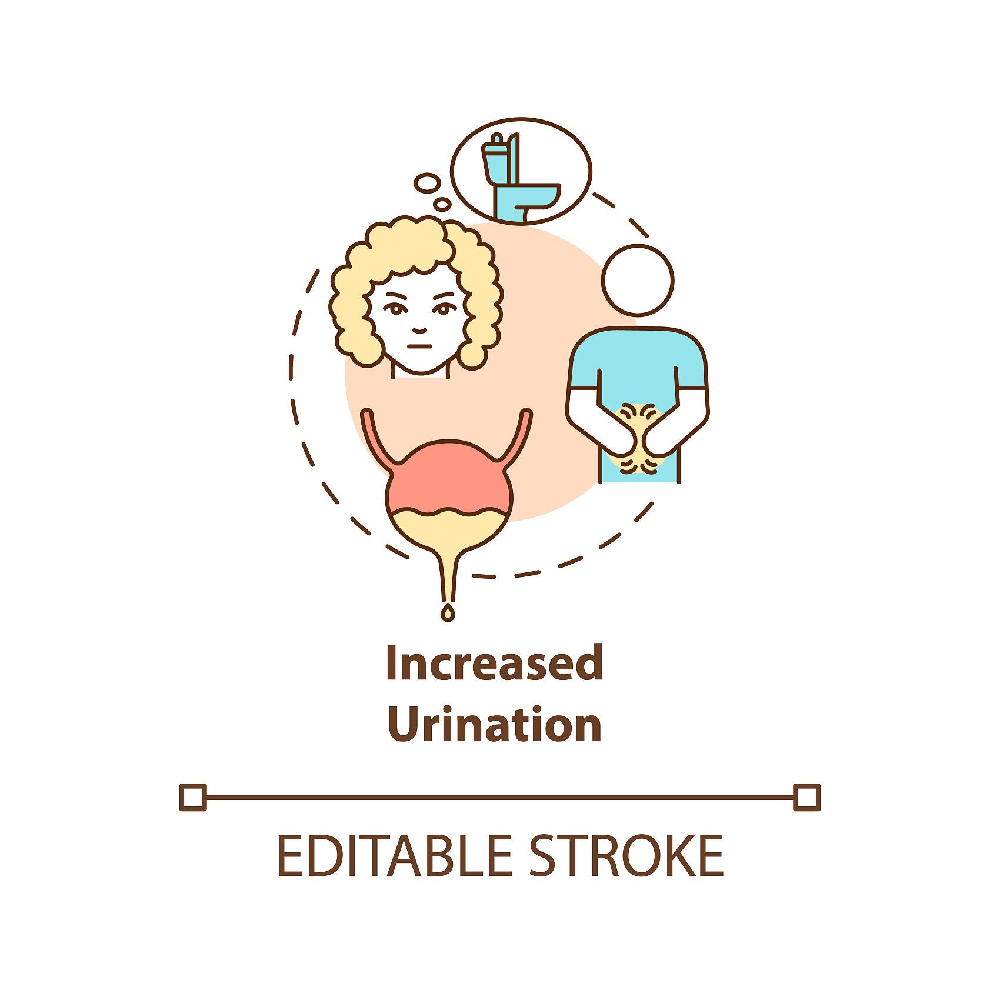 Increased
Urination
EDITABLE STROKE